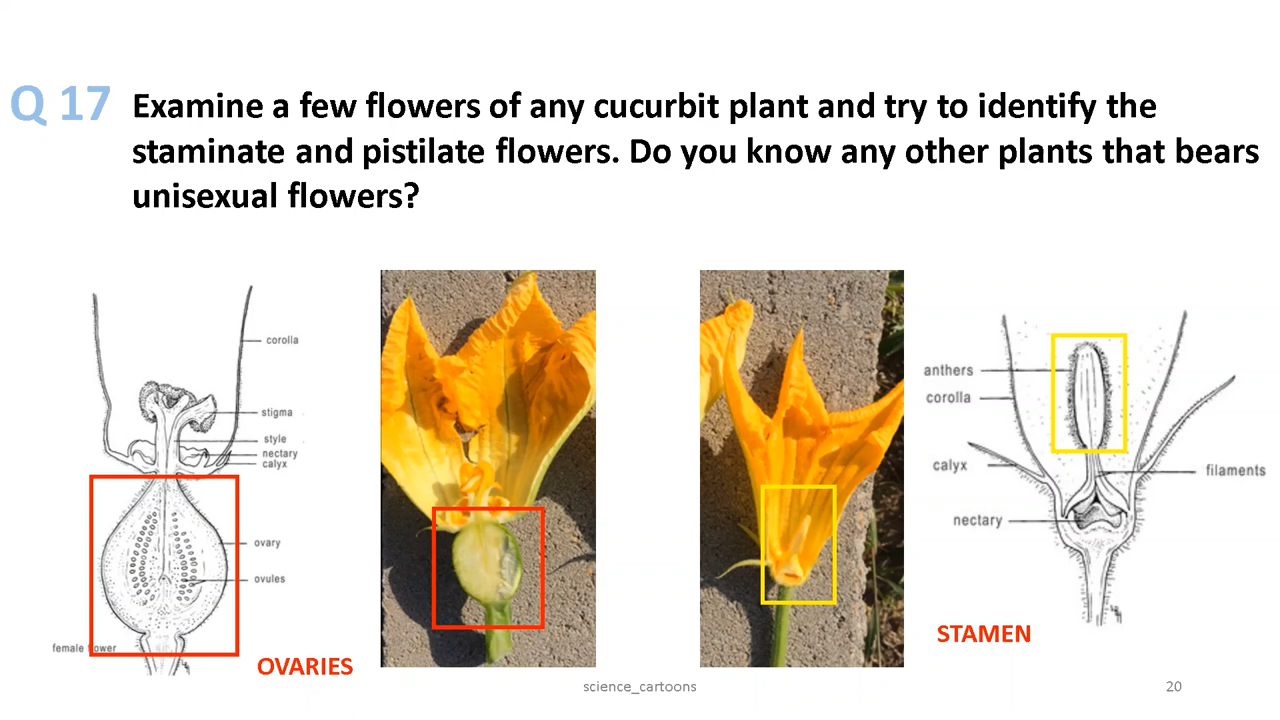 Q 17
Examine a few flowers of any cucurbit plant and try to identify the
staminate and pistilate flowers. Do you know any other plants that bears
unisexual flowers?
corolla
stigma
style
nectary
calyx
ovary
ovules
female flower
OVARIES
anthers
corolla
calyx
filaments
nectary
STAMEN
science_cartoons
20